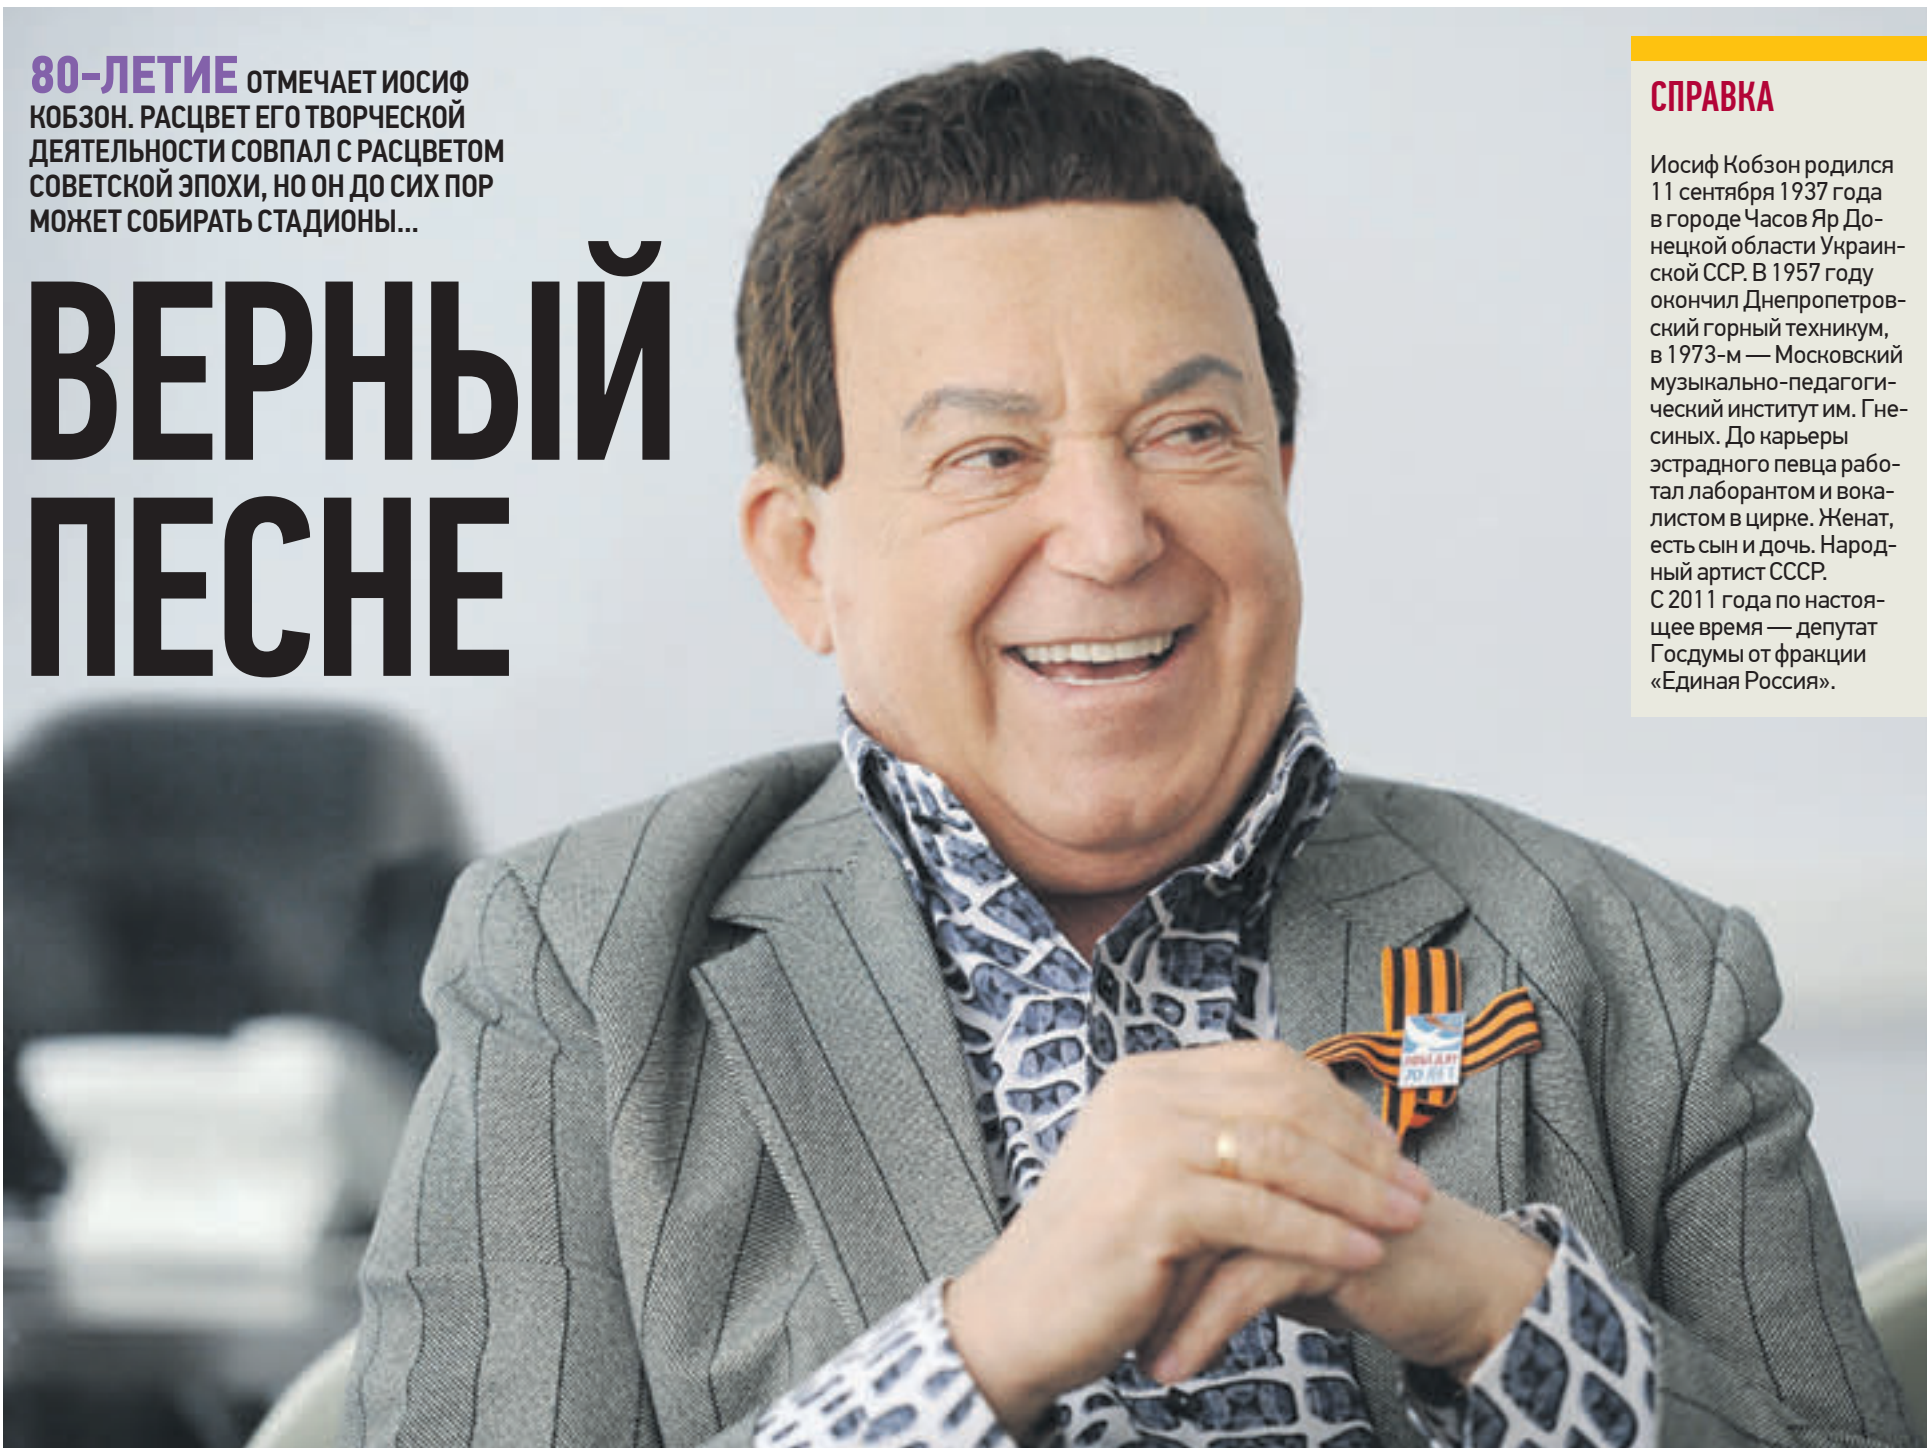 80-ЛЕТИЕ ОТМЕЧАЕТ ИОСИФ
КОБЗОН. РАСЦВЕТ ЕГО ТВОРЧЕСКОЙ
ДЕЯТЕЛЬНОСТИ СОВПАЛ С РАСЦВЕТОМ
СОВЕТСКОЙ ЭПОХИ, НО ОН ДО СИХ ПОР
МОЖЕТ СОБИРАТЬ СТАДИОНЫ...
ВЕРНЫЙ
ПЕСНЕ
СПРАВКА
Иосиф Кобзон родился
11 сентября 1937 года
в городе Часов Яр До-
нецкой области Украин-
ской ССР. В 1957 году
окончил Днепропетров-
ский горный техникум,
в 1973-м — Московский
музыкально-педагоги-
ческий институт им. Гне-
синых. До карьеры
эстрадного певца рабо-
тал лаборантом и вока-
листом в цирке. Женат,
есть сын и дочь. Народ-
ный артист СССР.
С 2011 года по настоя-
щее время — депутат
Госдумы от фракции
«Единая Россия».
70 ЛЕТ